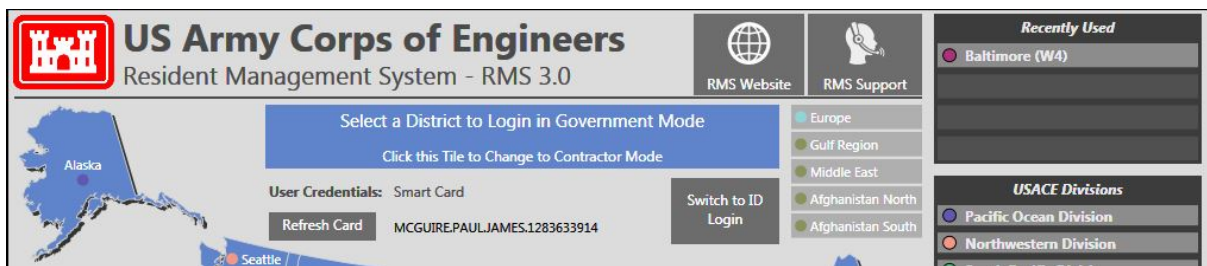 US Army Corps of Engineers
Resident Management System - RMS 3.0
RMS Website
RMS Support
Recently Used
Baltimore (W4)
Select a District to Login in Government Mode
Click this Tile to Change to Contractor Mode
Alaska
User Credentials: Smart Card
Refresh Card
MCGUIRE.PAUL.JAMES.1283633914
Switch to ID
Login
Europe
Gulf Region
Middle East
Afghanistan North
Afghanistan South
USACE Divisions
Pacific Ocean Division
Northwestern Division
Seattle